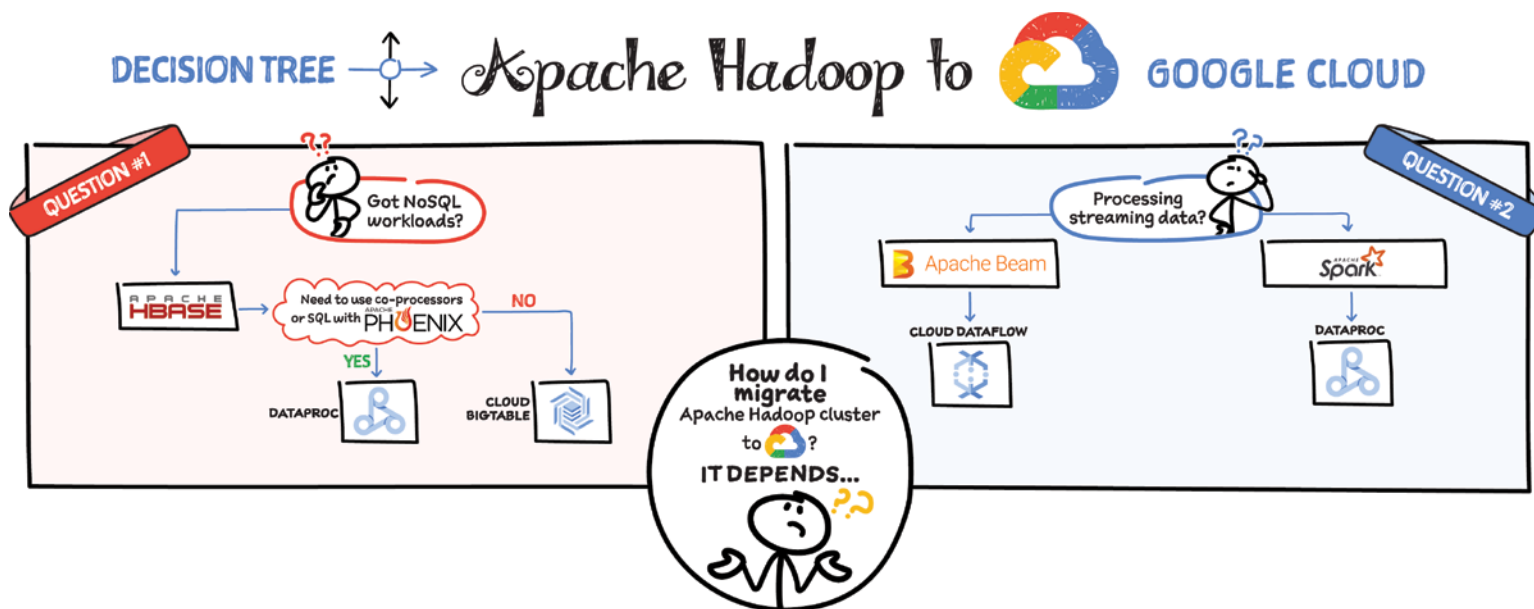 DECISION TREE
Apache Hadoop to
GOOGLE CLOUD
QUESTION #1
??
Got NoSQL
workloads?
APACHE
HBASE
Need to use co-processors
or SQL with APACHE PHOENIX
NO
YES
DATAPROC
CLOUD
BIGTABLE
How do I
migrate
Apache Hadoop cluster
to ?
IT DEPENDS...
??
QUESTION #2
??
Processing
streaming data?
Apache Beam
APACHE
Spark
CLOUD DATAFLOW
DATAPROC